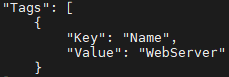 "Tags": [
    {
        "Key": "Name",
        "Value": "WebServer"
    }